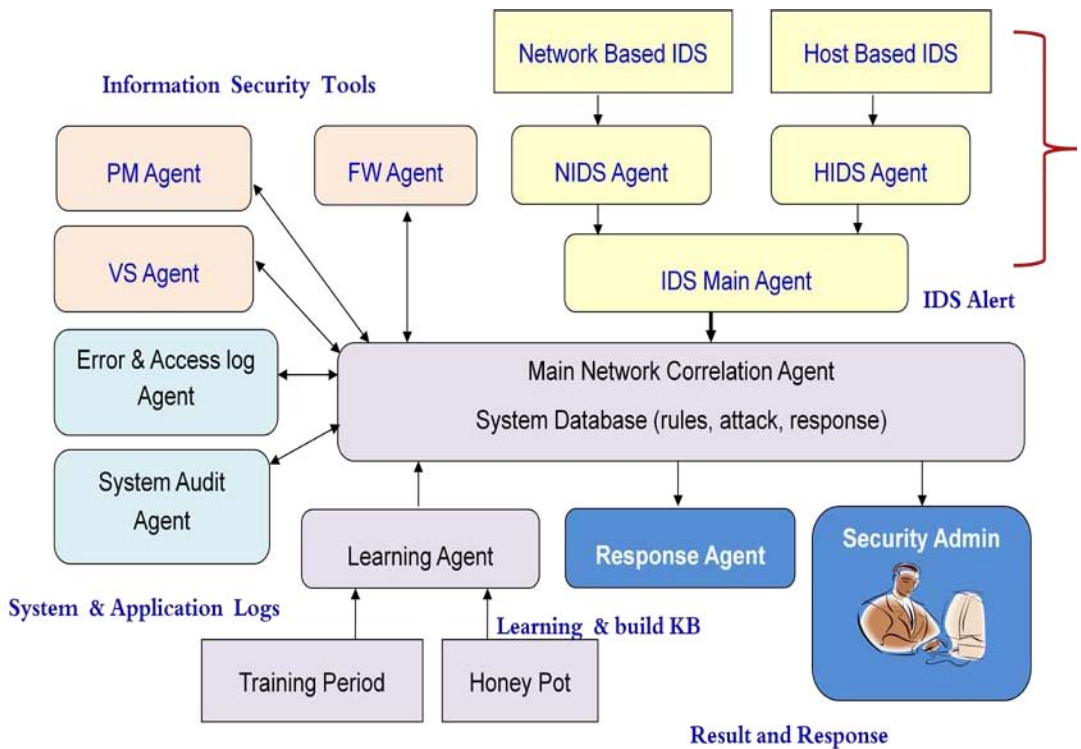 Network Based IDS
Host Based IDS
Information Security Tools
PM Agent
FW Agent
NIDS Agent
HIDS Agent
VS Agent
IDS Main Agent
IDS Alert
Error & Access log
Agent
Main Network Correlation Agent
System Database (rules, attack, response)
System Audit
Agent
Learning Agent
Response Agent
Security Admin
System & Application Logs
Learning & build KB
Training Period
Honey Pot
Result and Response